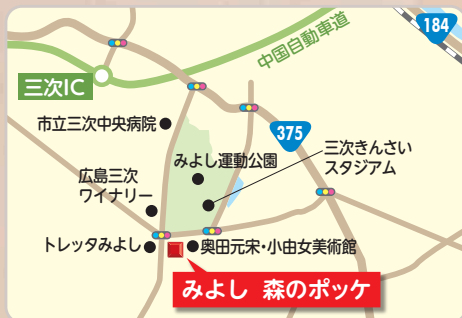 184
中国自動車道
三次IC
375
市立三次中央病院
みよし運動公園
三次きんさい
スタジアム
広島三次
ワイナリー
トレッタみよし
奥田元宋・小由女美術館
みよし 森のポッケ